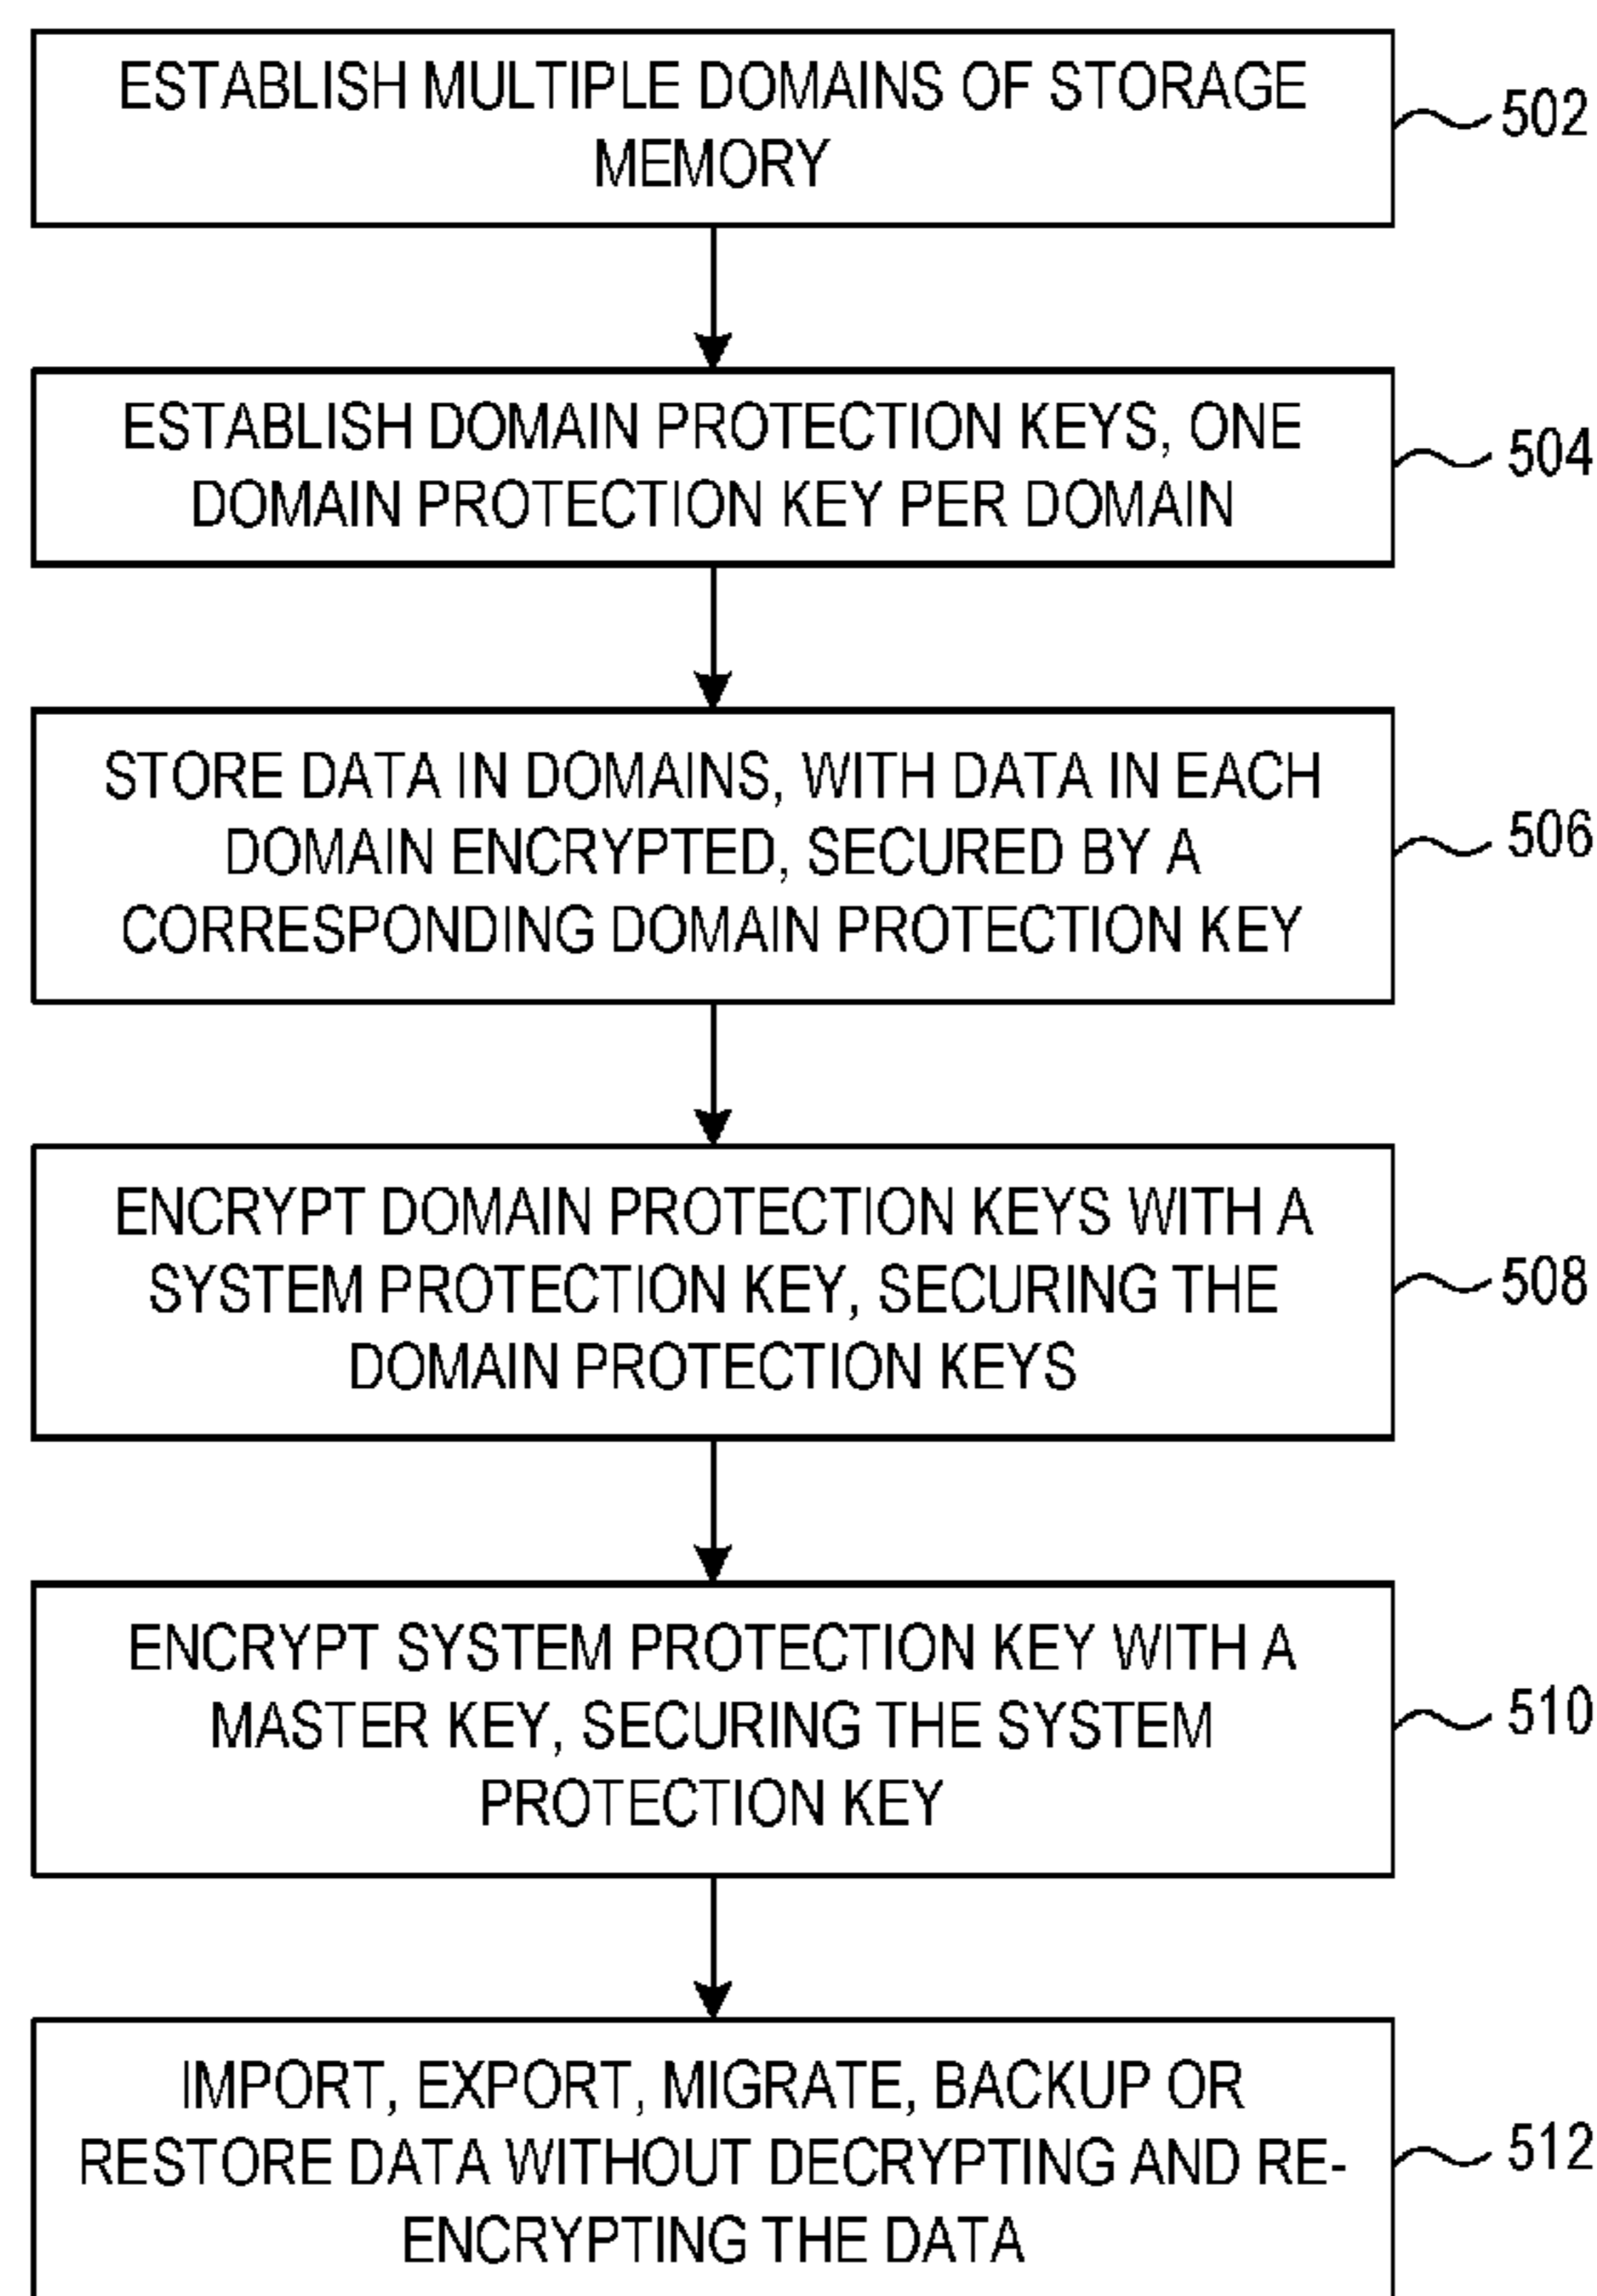 ESTABLISH MULTIPLE DOMAINS OF STORAGE
MEMORY
502
ESTABLISH DOMAIN PROTECTION KEYS, ONE
DOMAIN PROTECTION KEY PER DOMAIN
504
STORE DATA IN DOMAINS, WITH DATA IN EACH
DOMAIN ENCRYPTED, SECURED BY A
CORRESPONDING DOMAIN PROTECTION KEY
506
ENCRYPT DOMAIN PROTECTION KEYS WITH A
SYSTEM PROTECTION KEY, SECURING THE
DOMAIN PROTECTION KEYS
508
ENCRYPT SYSTEM PROTECTION KEY WITH A
MASTER KEY, SECURING THE SYSTEM
PROTECTION KEY
510
IMPORT, EXPORT, MIGRATE, BACKUP OR
RESTORE DATA WITHOUT DECRYPTING AND RE-
ENCRYPTING THE DATA
512